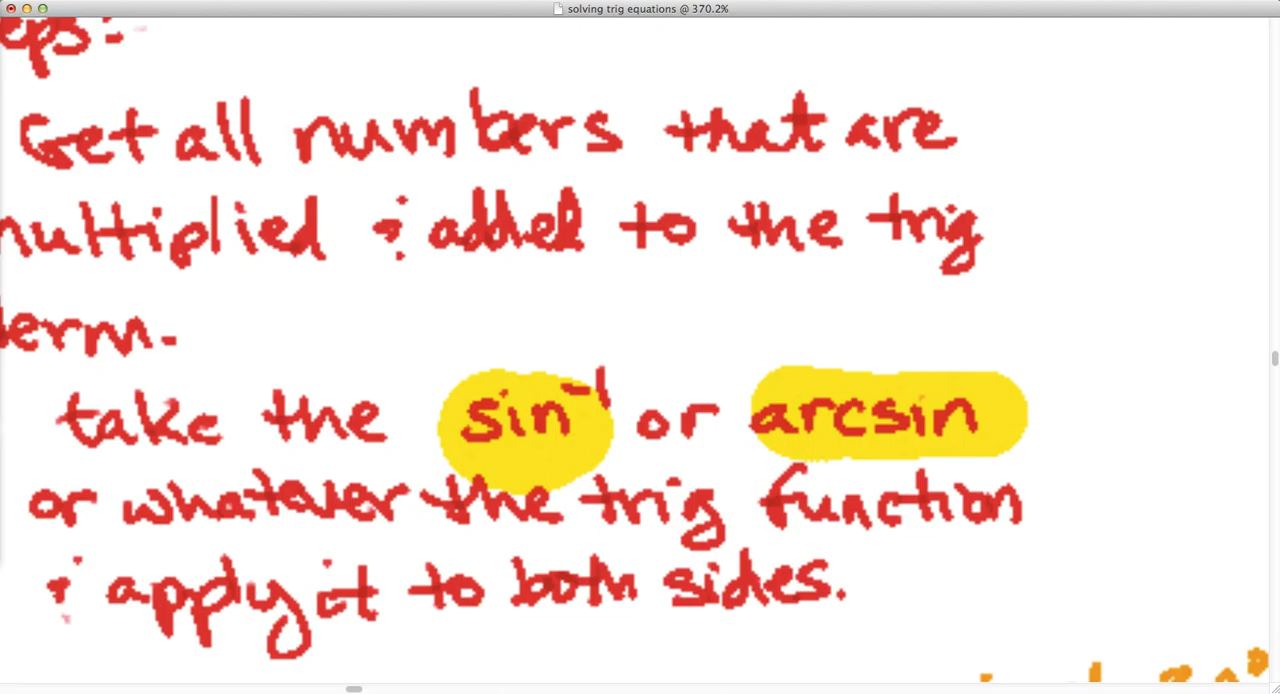 solving trig equations @ 370.2%
eps:
Get all numbers that are
multiplied & added to the trig
term.
take the sin⁻¹ or arcsin
or whatever the trig function
& apply it to both sides.